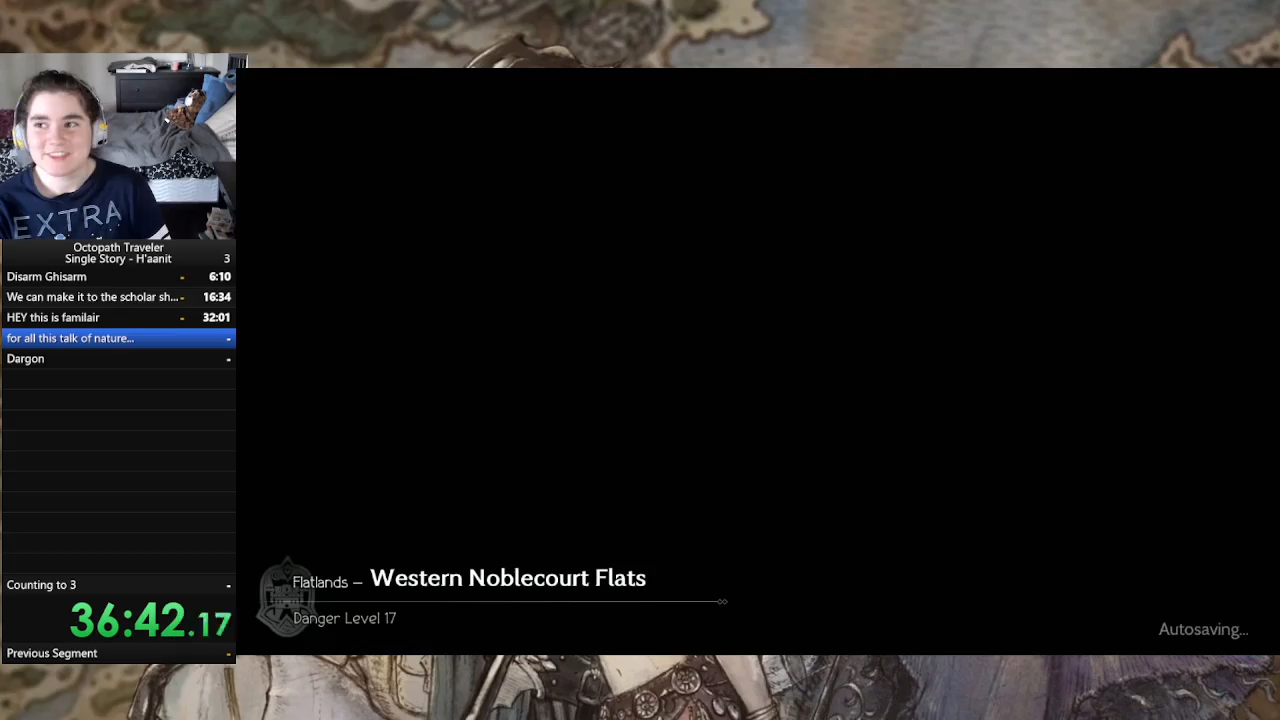 EXTRA
Octopath Traveler
Single Story - H'aanit 3
Disarm Ghisarm - 6:10
We can make it to the scholar sh... - 16:34
HEY this is familair - 32:01
for all this talk of nature... -
Dargon -
Counting to 3 -
36:42.17
Previous Segment -
Flatlands – Western Noblecourt Flats
Danger Level 17
Autosaving...